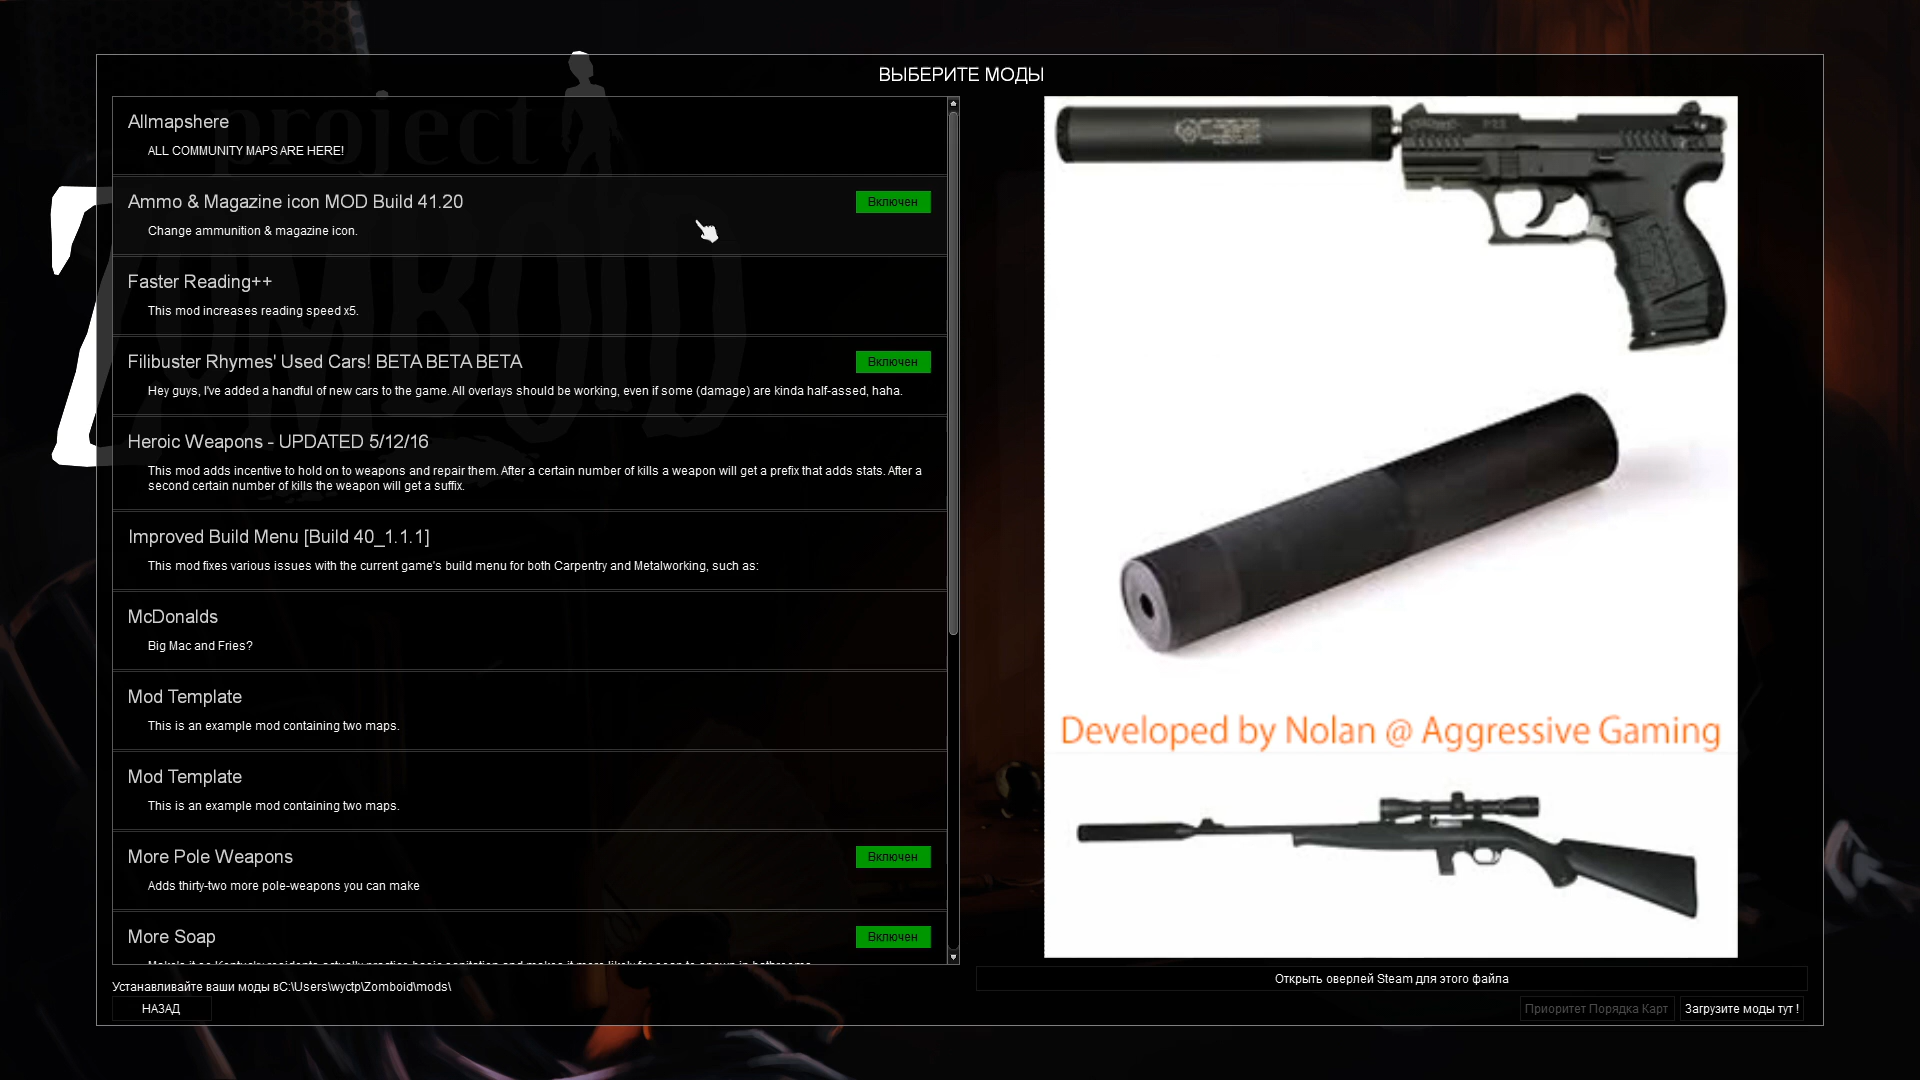 ВЫБЕРИТЕ МОДЫ
project
ZOMBOID
Allmapshere
ALL COMMUNITY MAPS ARE HERE!
Ammo & Magazine icon MOD Build 41.20
Включен
Change ammunition & magazine icon.
Faster Reading++
This mod increases reading speed x5.
Filibuster Rhymes' Used Cars! BETA BETA BETA
Включен
Hey guys, I've added a handful of new cars to the game. All overlays should be working, even if some (damage) are kinda half-assed, haha.
Heroic Weapons - UPDATED 5/12/16
This mod adds incentive to hold on to weapons and repair them. After a certain number of kills a weapon will get a prefix that adds stats. After a
second certain number of kills the weapon will get a suffix.
Improved Build Menu [Build 40_1.1.1]
This mod fixes various issues with the current game's build menu for both Carpentry and Metalworking, such as:
McDonalds
Big Mac and Fries?
Mod Template
This is an example mod containing two maps.
Mod Template
This is an example mod containing two maps.
More Pole Weapons
Включен
Adds thirty-two more pole-weapons you can make
More Soap
Включен
Developed by Nolan @ Aggressive Gaming
Открыть оверлей Steam для этого файла
Устанавливайте ваши моды вC:\Users\wyctp\Zomboid\mods\
НАЗАД
Приоритет Порядка Карт
Загрузите моды тут !